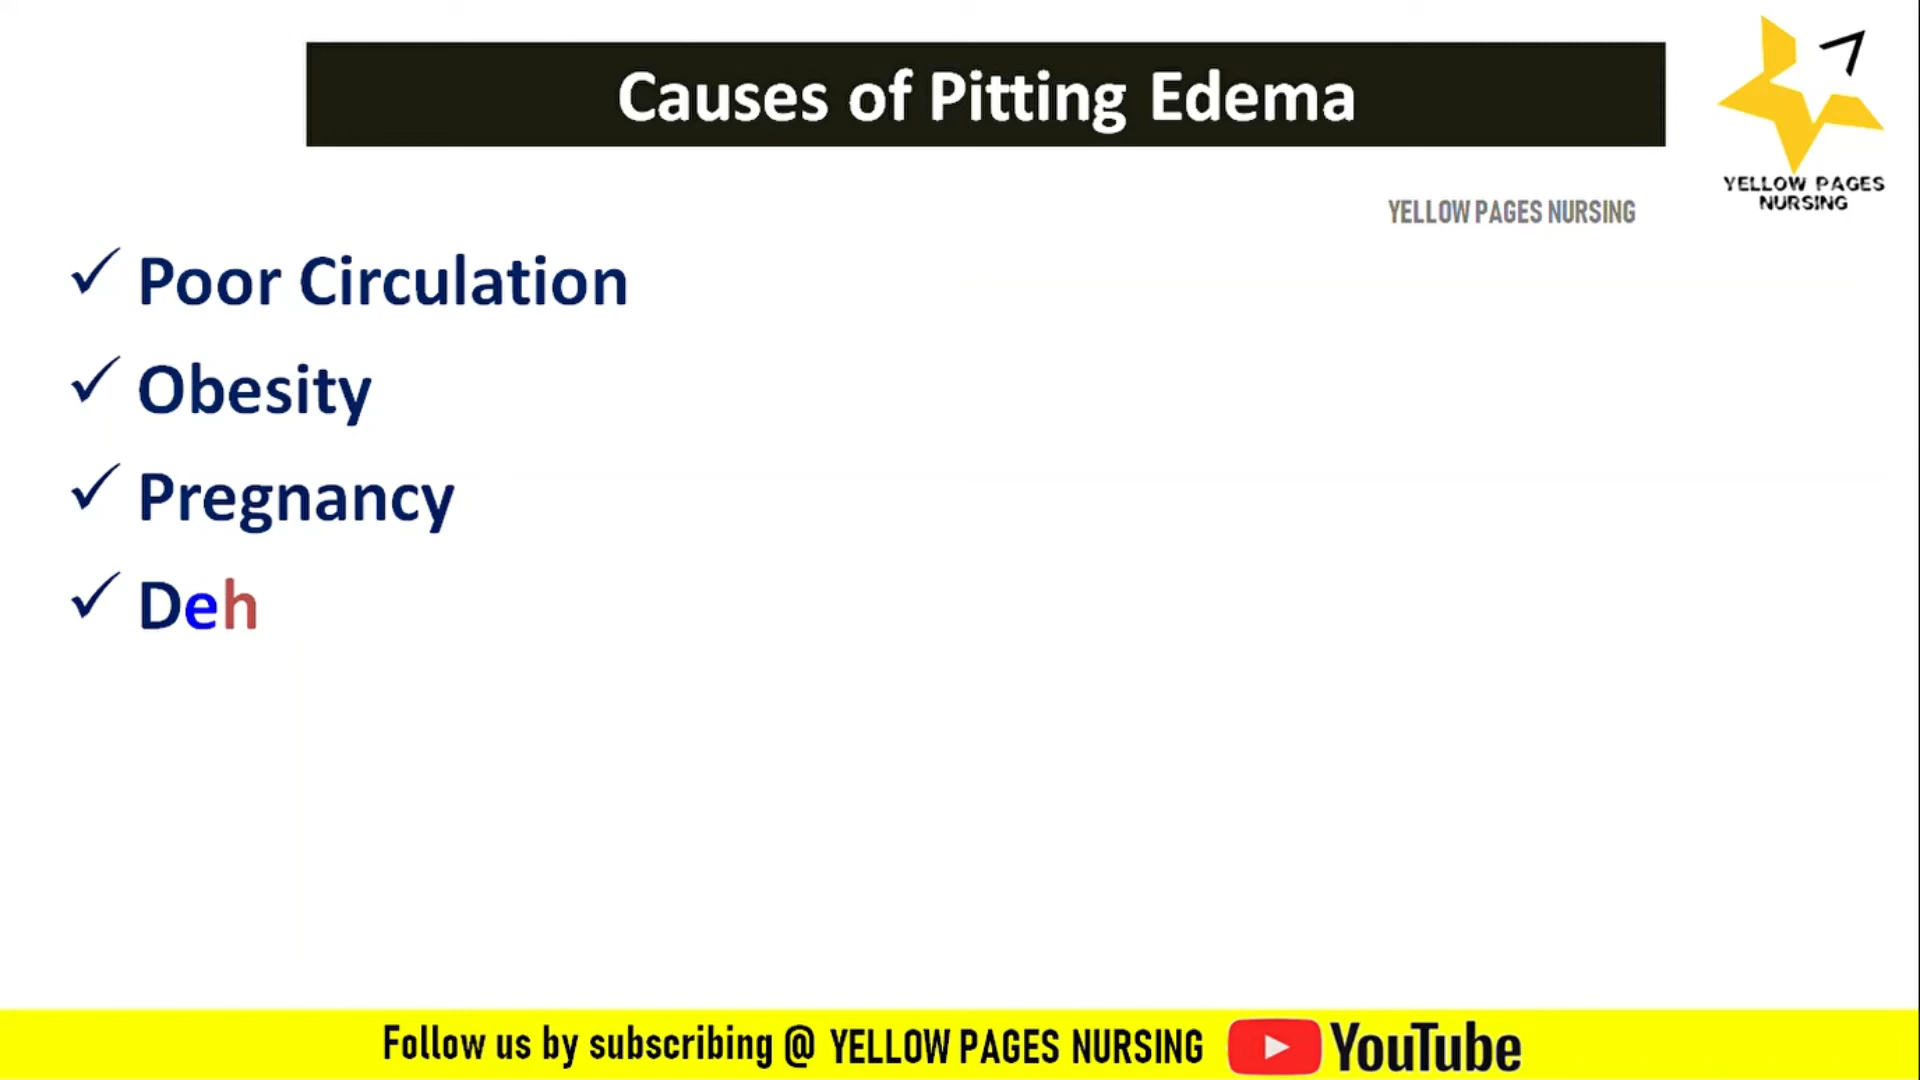 Causes of Pitting Edema
YELLOW PAGES
NURSING
YELLOW PAGES NURSING
✓ Poor Circulation
✓ Obesity
✓ Pregnancy
✓ Deh
Follow us by subscribing @ YELLOW PAGES NURSING YouTube